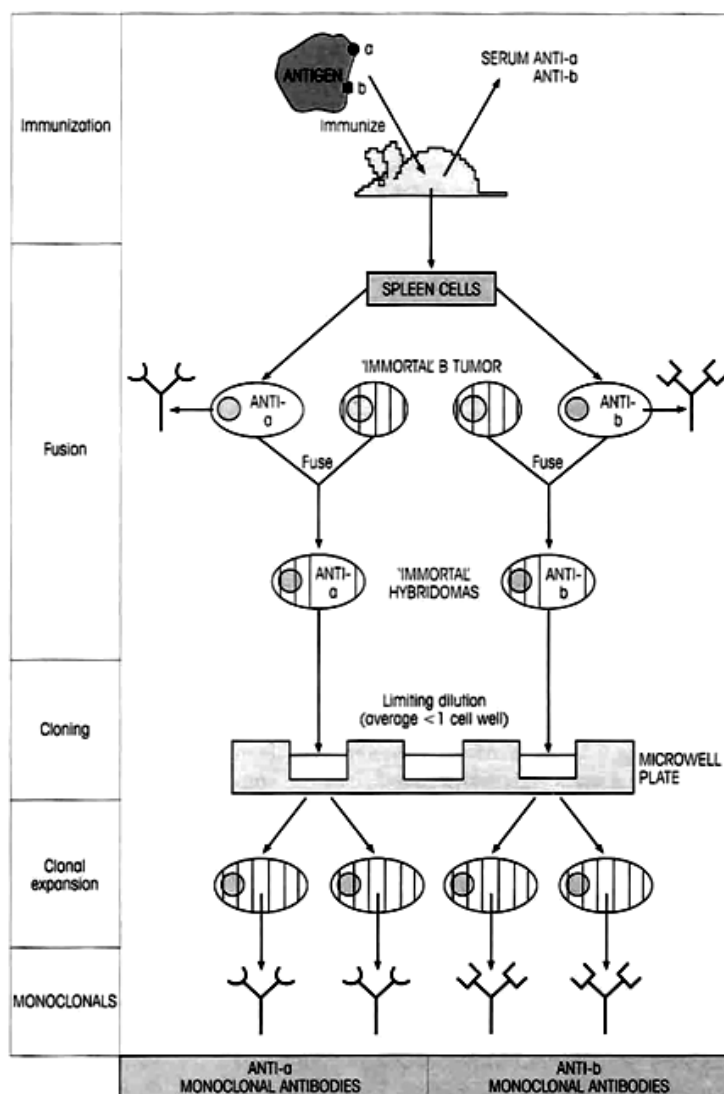 Immunization
ANTIGEN
a
b
Immunize
SERUM ANTI-a
ANTI-b
SPLEEN CELLS
Fusion
'IMMORTAL' B TUMOR
ANTI-
a
ANTI-
b
Fuse
Fuse
ANTI-
a
'IMMORTAL'
HYBRIDOMAS
ANTI-
b
Cloning
Limiting dilution
(average <1 cell well)
MICROWELL
PLATE
Clonal
expansion
MONOCLONALS
ANTI-a
MONOCLONAL ANTIBODIES
ANTI-b
MONOCLONAL ANTIBODIES